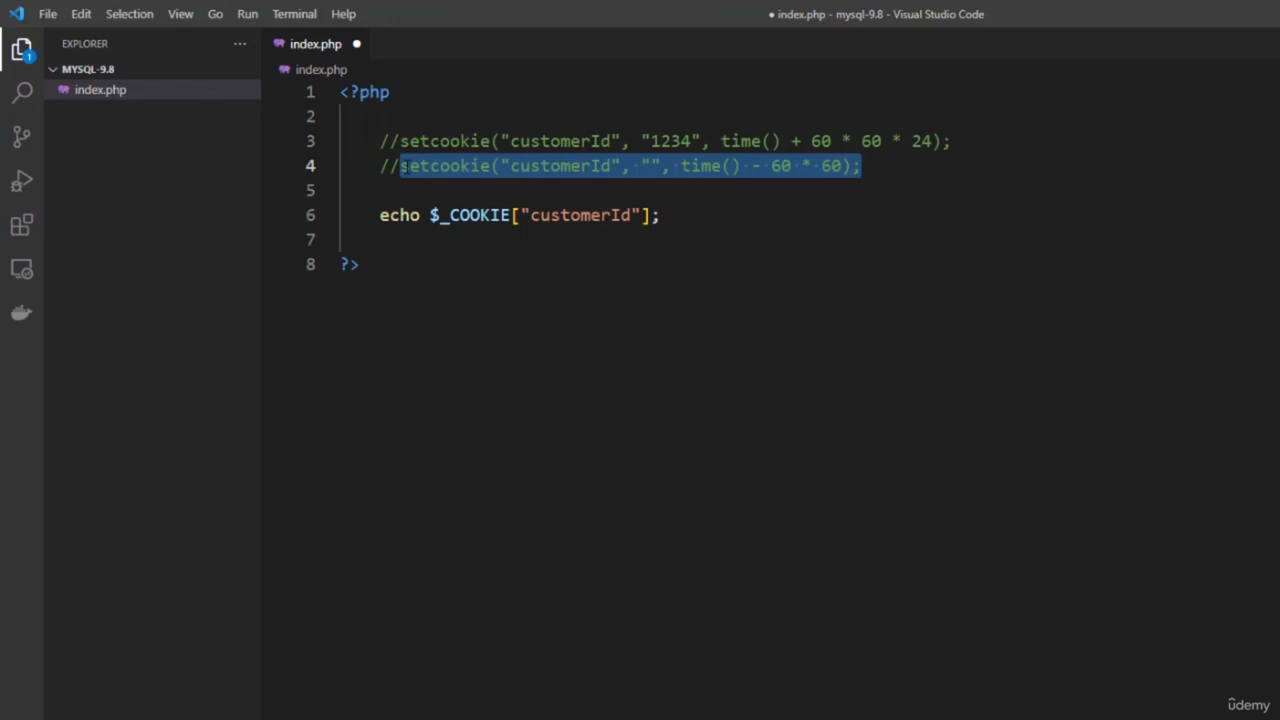 File Edit Selection View Go Run Terminal Help
● index.php - mysql-9.8 - Visual Studio Code
EXPLORER ···
index.php
1
MYSQL-9.8
index.php
index.php
1 <?php
2
3 //setcookie("customerId", "1234", time() + 60 * 60 * 24);
4 //setcookie("customerId", "", time() - 60 * 60);
5
6 echo $_COOKIE["customerId"];
7
8 ?>
ûdemy